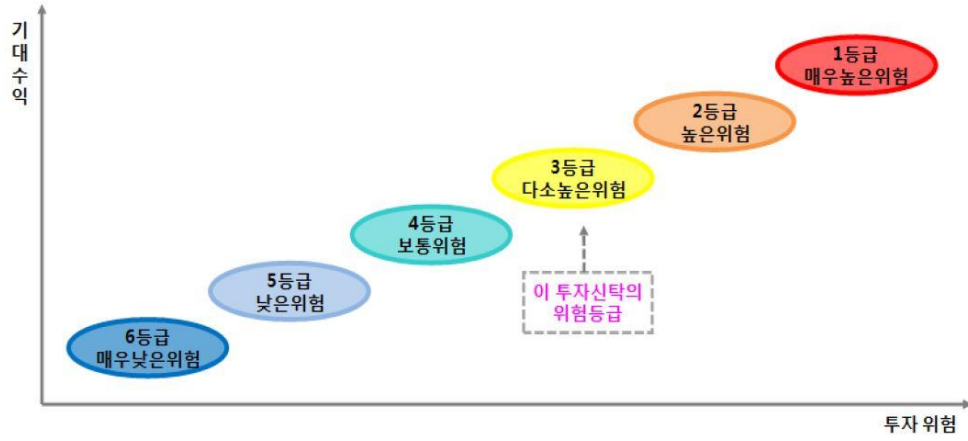 기대수익
1등급
매우높은위험
2등급
높은위험
3등급
다소높은위험
4등급
보통위험
5등급
낮은위험
이 투자신탁의
위험등급
6등급
매우낮은위험
투자 위험